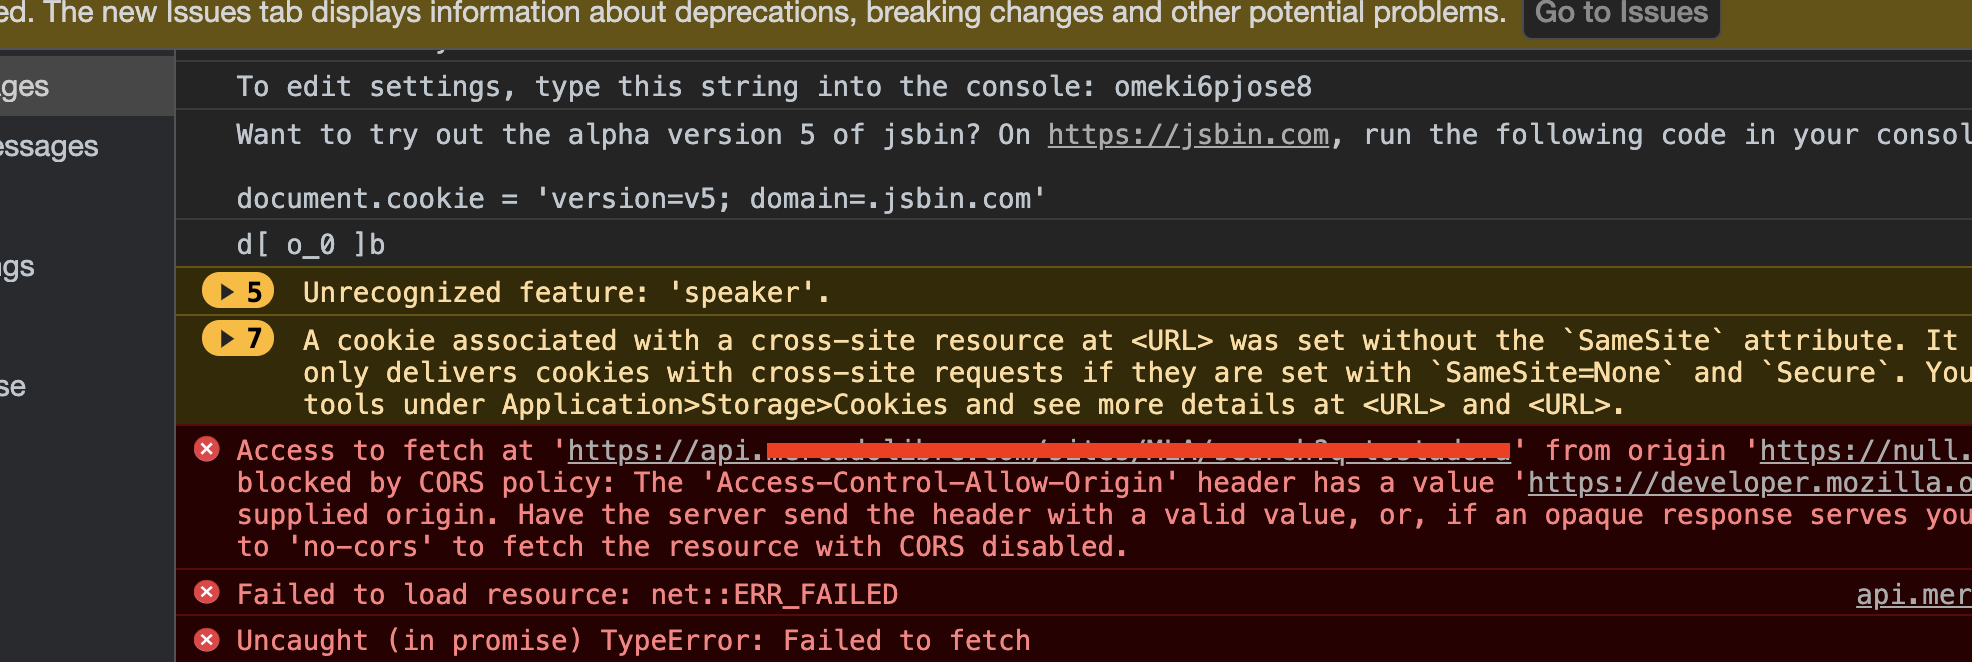 ed. The new Issues tab displays information about deprecations, breaking changes and other potential problems. Go to Issues
ges
essages
ngs
se
To edit settings, type this string into the console: omeki6pjose8
Want to try out the alpha version 5 of jsbin? On https://jsbin.com, run the following code in your consol
document.cookie = 'version=v5; domain=.jsbin.com'
d[ o_0 ]b
5 Unrecognized feature: 'speaker'.
7 A cookie associated with a cross-site resource at <URL> was set without the `SameSite` attribute. It
only delivers cookies with cross-site requests if they are set with `SameSite=None` and `Secure`. You
tools under Application>Storage>Cookies and see more details at <URL> and <URL>.
Access to fetch at 'https://api. ' from origin 'https://null.
blocked by CORS policy: The 'Access-Control-Allow-Origin' header has a value 'https://developer.mozilla.o
supplied origin. Have the server send the header with a valid value, or, if an opaque response serves you
to 'no-cors' to fetch the resource with CORS disabled.
Failed to load resource: net::ERR_FAILED api.mer
Uncaught (in promise) TypeError: Failed to fetch